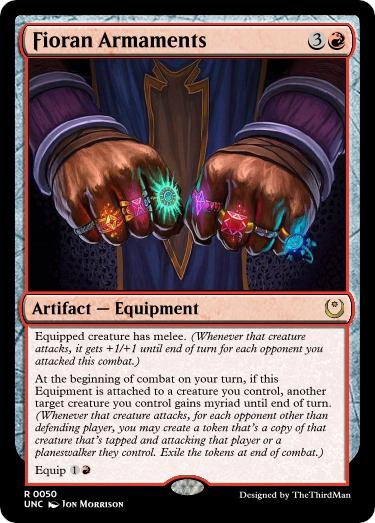 Fioran Armaments 3
Artifact — Equipment
Equipped creature has melee. (Whenever that creature
attacks, it gets +1/+1 until end of turn for each opponent you
attacked this combat.)
At the beginning of combat on your turn, if this
Equipment is attached to a creature you control, another
target creature you control gains myriad until end of turn.
(Whenever that creature attacks, for each opponent other than
defending player, you may create a token that's a copy of that
creature that's tapped and attacking that player or a
planeswalker they control. Exile the tokens at end of combat.)
Equip 1
R 0050
Designed by TheThirdMan
UNC Jon Morrison